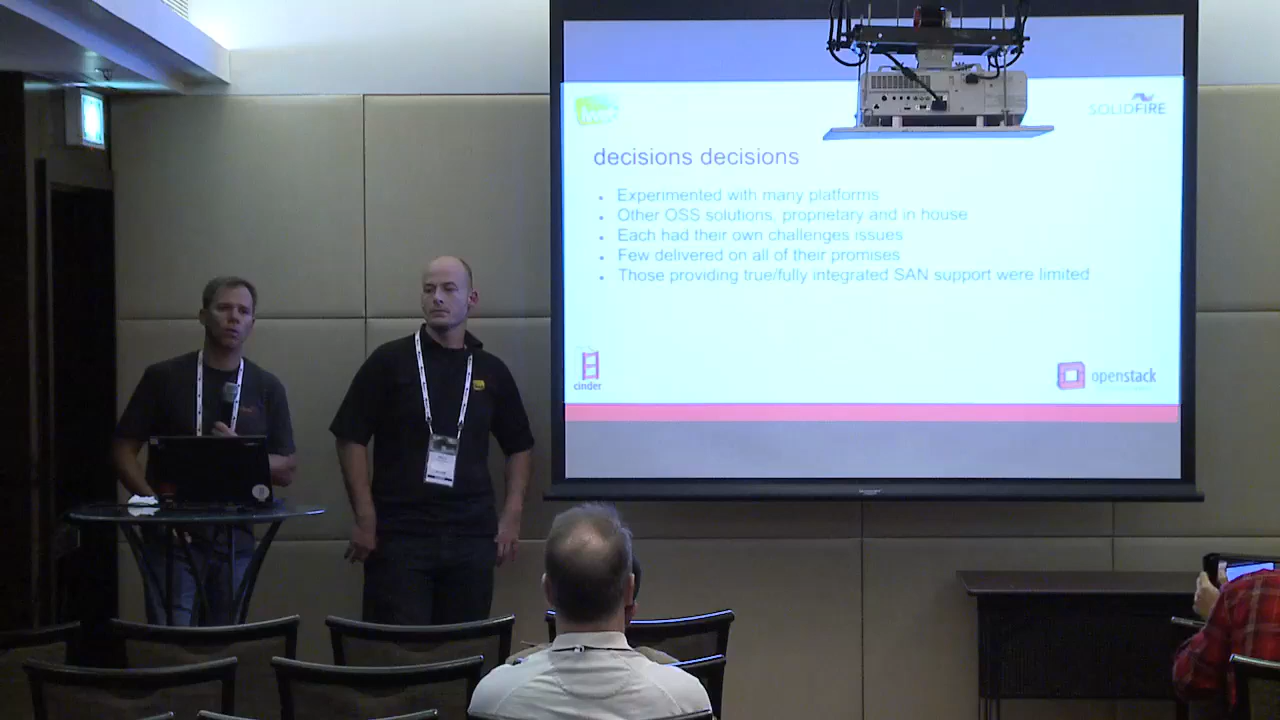 SOLIDFIRE
decisions decisions
Experimented with many platforms
Other OSS solutions, proprietary and in house
Each had their own challenges issues
Few delivered on all of their promises
Those providing true/fully integrated SAN support were limited
cinder
openstack